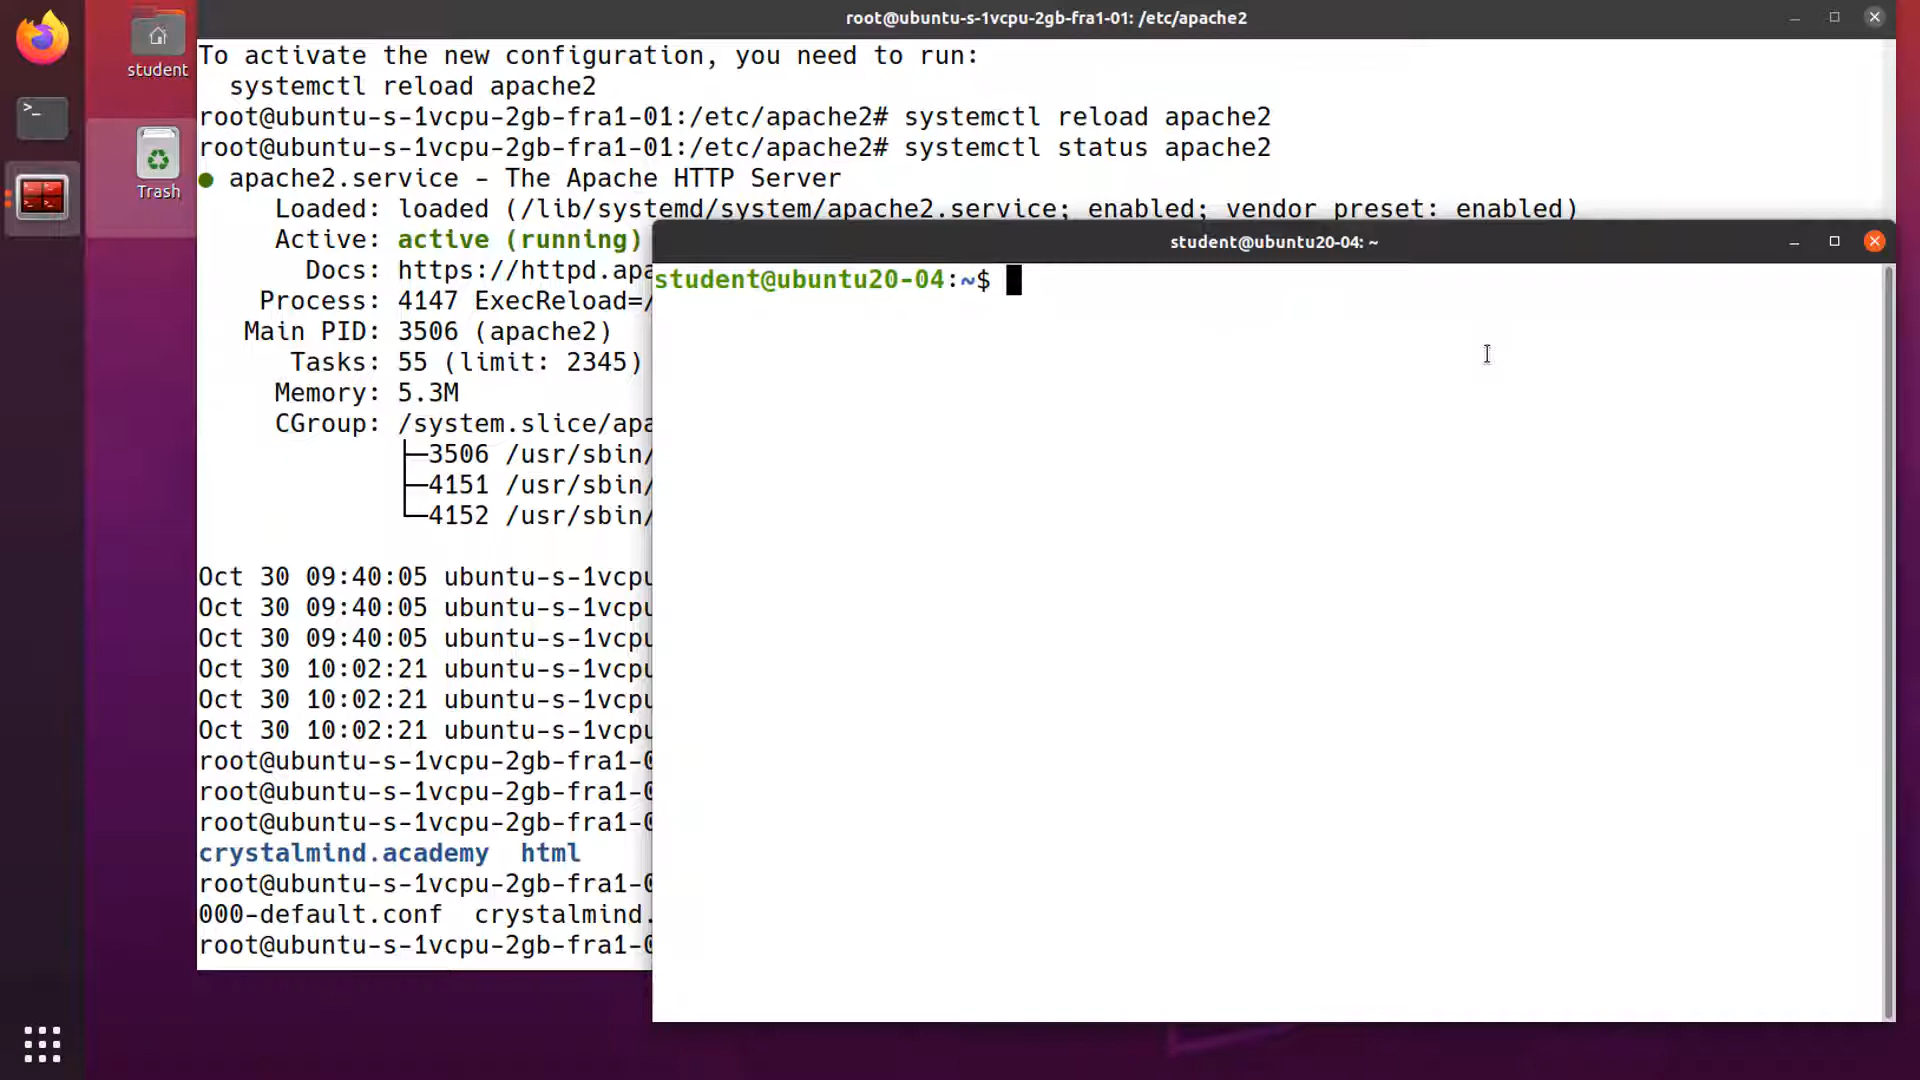 root@ubuntu-s-1vcpu-2gb-fra1-01: /etc/apache2
student
Trash
To activate the new configuration, you need to run:
  systemctl reload apache2
root@ubuntu-s-1vcpu-2gb-fra1-01:/etc/apache2# systemctl reload apache2
root@ubuntu-s-1vcpu-2gb-fra1-01:/etc/apache2# systemctl status apache2
● apache2.service - The Apache HTTP Server
Loaded: loaded (/lib/systemd/system/apache2.service; enabled; vendor preset: enabled)
Active: active (running)
Docs: https://httpd.apa
Process: 4147 ExecReload=/
Main PID: 3506 (apache2)
Tasks: 55 (limit: 2345)
Memory: 5.3M
CGroup: /system.slice/apa
├─3506 /usr/sbin/
├─4151 /usr/sbin/
└─4152 /usr/sbin/
Oct 30 09:40:05 ubuntu-s-1vcpu
Oct 30 09:40:05 ubuntu-s-1vcpu
Oct 30 09:40:05 ubuntu-s-1vcpu
Oct 30 10:02:21 ubuntu-s-1vcpu
Oct 30 10:02:21 ubuntu-s-1vcpu
Oct 30 10:02:21 ubuntu-s-1vcpu
root@ubuntu-s-1vcpu-2gb-fra1-0
root@ubuntu-s-1vcpu-2gb-fra1-0
root@ubuntu-s-1vcpu-2gb-fra1-0
crystalmind.academy  html
root@ubuntu-s-1vcpu-2gb-fra1-0
000-default.conf  crystalmind.
root@ubuntu-s-1vcpu-2gb-fra1-0
student@ubuntu20-04: ~
student@ubuntu20-04:~$